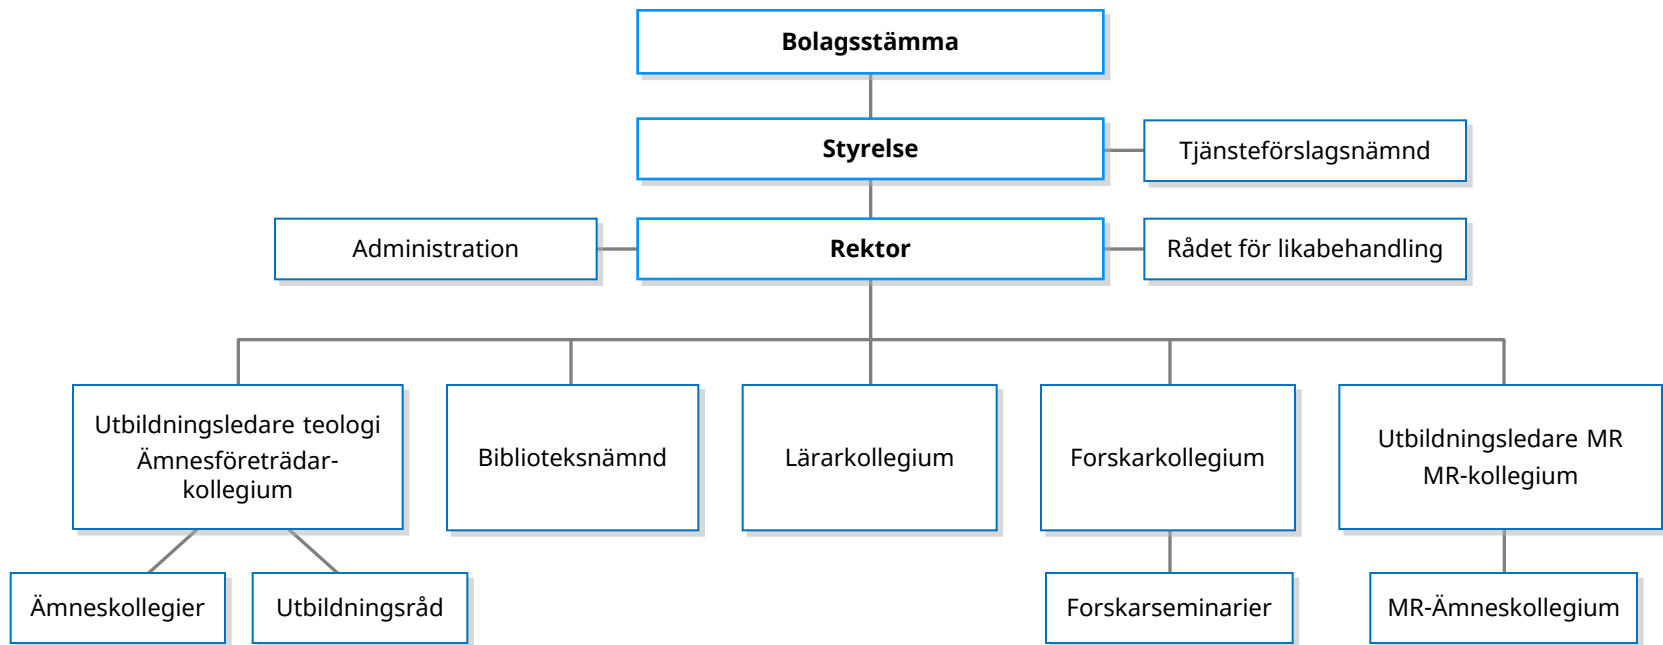 Bolagsstämma
Styrelse
Tjänsteförslagsnämnd
Administration
Rektor
Rådet för likabehandling
Utbildningsledare teologi
Ämnesföreträdar-
kollegium
Biblioteksnämnd
Lärarkollegium
Forskarkollegium
Utbildningsledare MR
MR-kollegium
Ämneskollegier
Utbildningsråd
Forskarseminarier
MR-Ämneskollegium